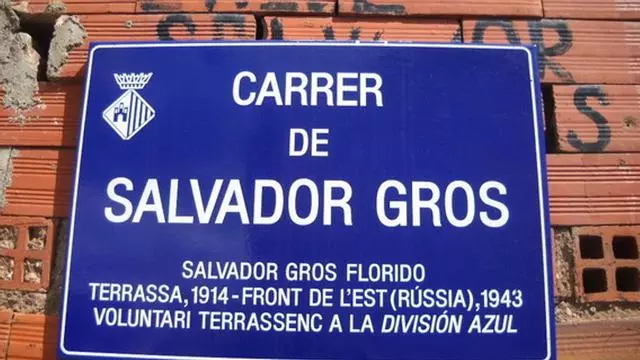 SALVADOR
S
CARRER
DE
SALVADOR GROS
SALVADOR GROS FLORIDO
TERRASSA, 1914 - FRONT DE L'EST (RÚSSIA), 1943
VOLUNTARI TERRASSENC A LA DIVISIÓN AZUL